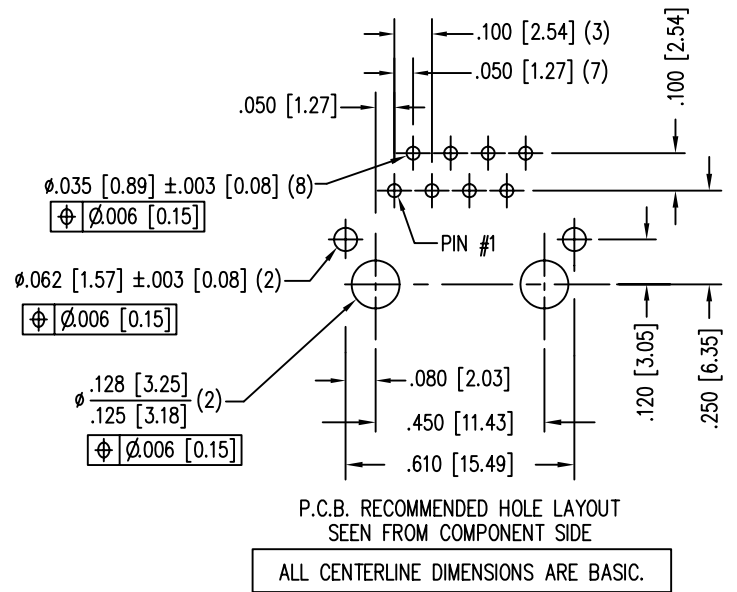 .100 [2.54] (3)
.050 [1.27] (7)
.050 [1.27]
.100 [2.54]
ø.035 [0.89] ±.003 [0.08] (8)
⌖ Ø.006 [0.15]
PIN #1
ø.062 [1.57] ±.003 [0.08] (2)
⌖ Ø.006 [0.15]
.120 [3.05]
.250 [6.35]
ø .128 [3.25]
.125 [3.18] (2)
⌖ Ø.006 [0.15]
.080 [2.03]
.450 [11.43]
.610 [15.49]
P.C.B. RECOMMENDED HOLE LAYOUT
SEEN FROM COMPONENT SIDE
ALL CENTERLINE DIMENSIONS ARE BASIC.